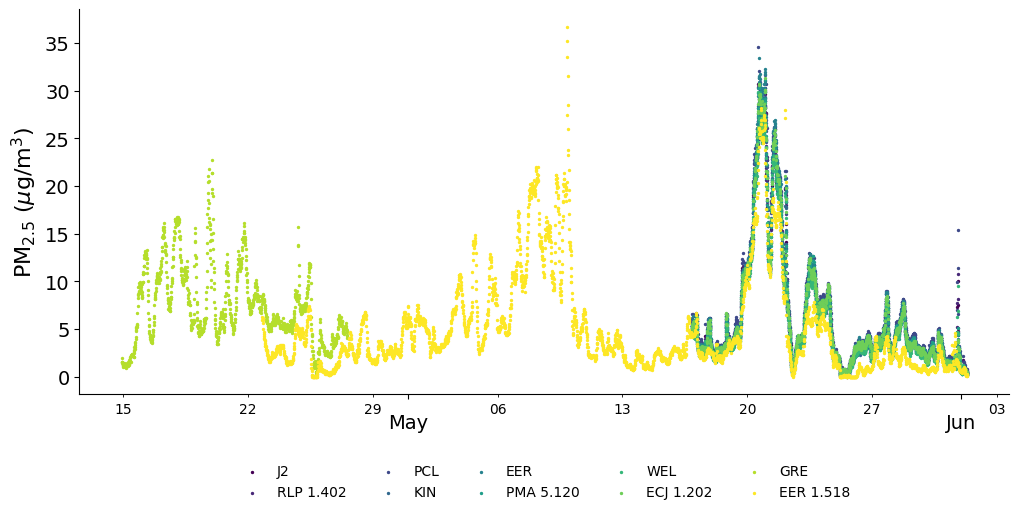 PM2.5 (μg/m3)
35
30
25
20
15
10
5
0
15 22 29 06 13 20 27 03
May Jun
J2 PCL EER WEL GRE
RLP 1.402 KIN PMA 5.120 ECJ 1.202 EER 1.518